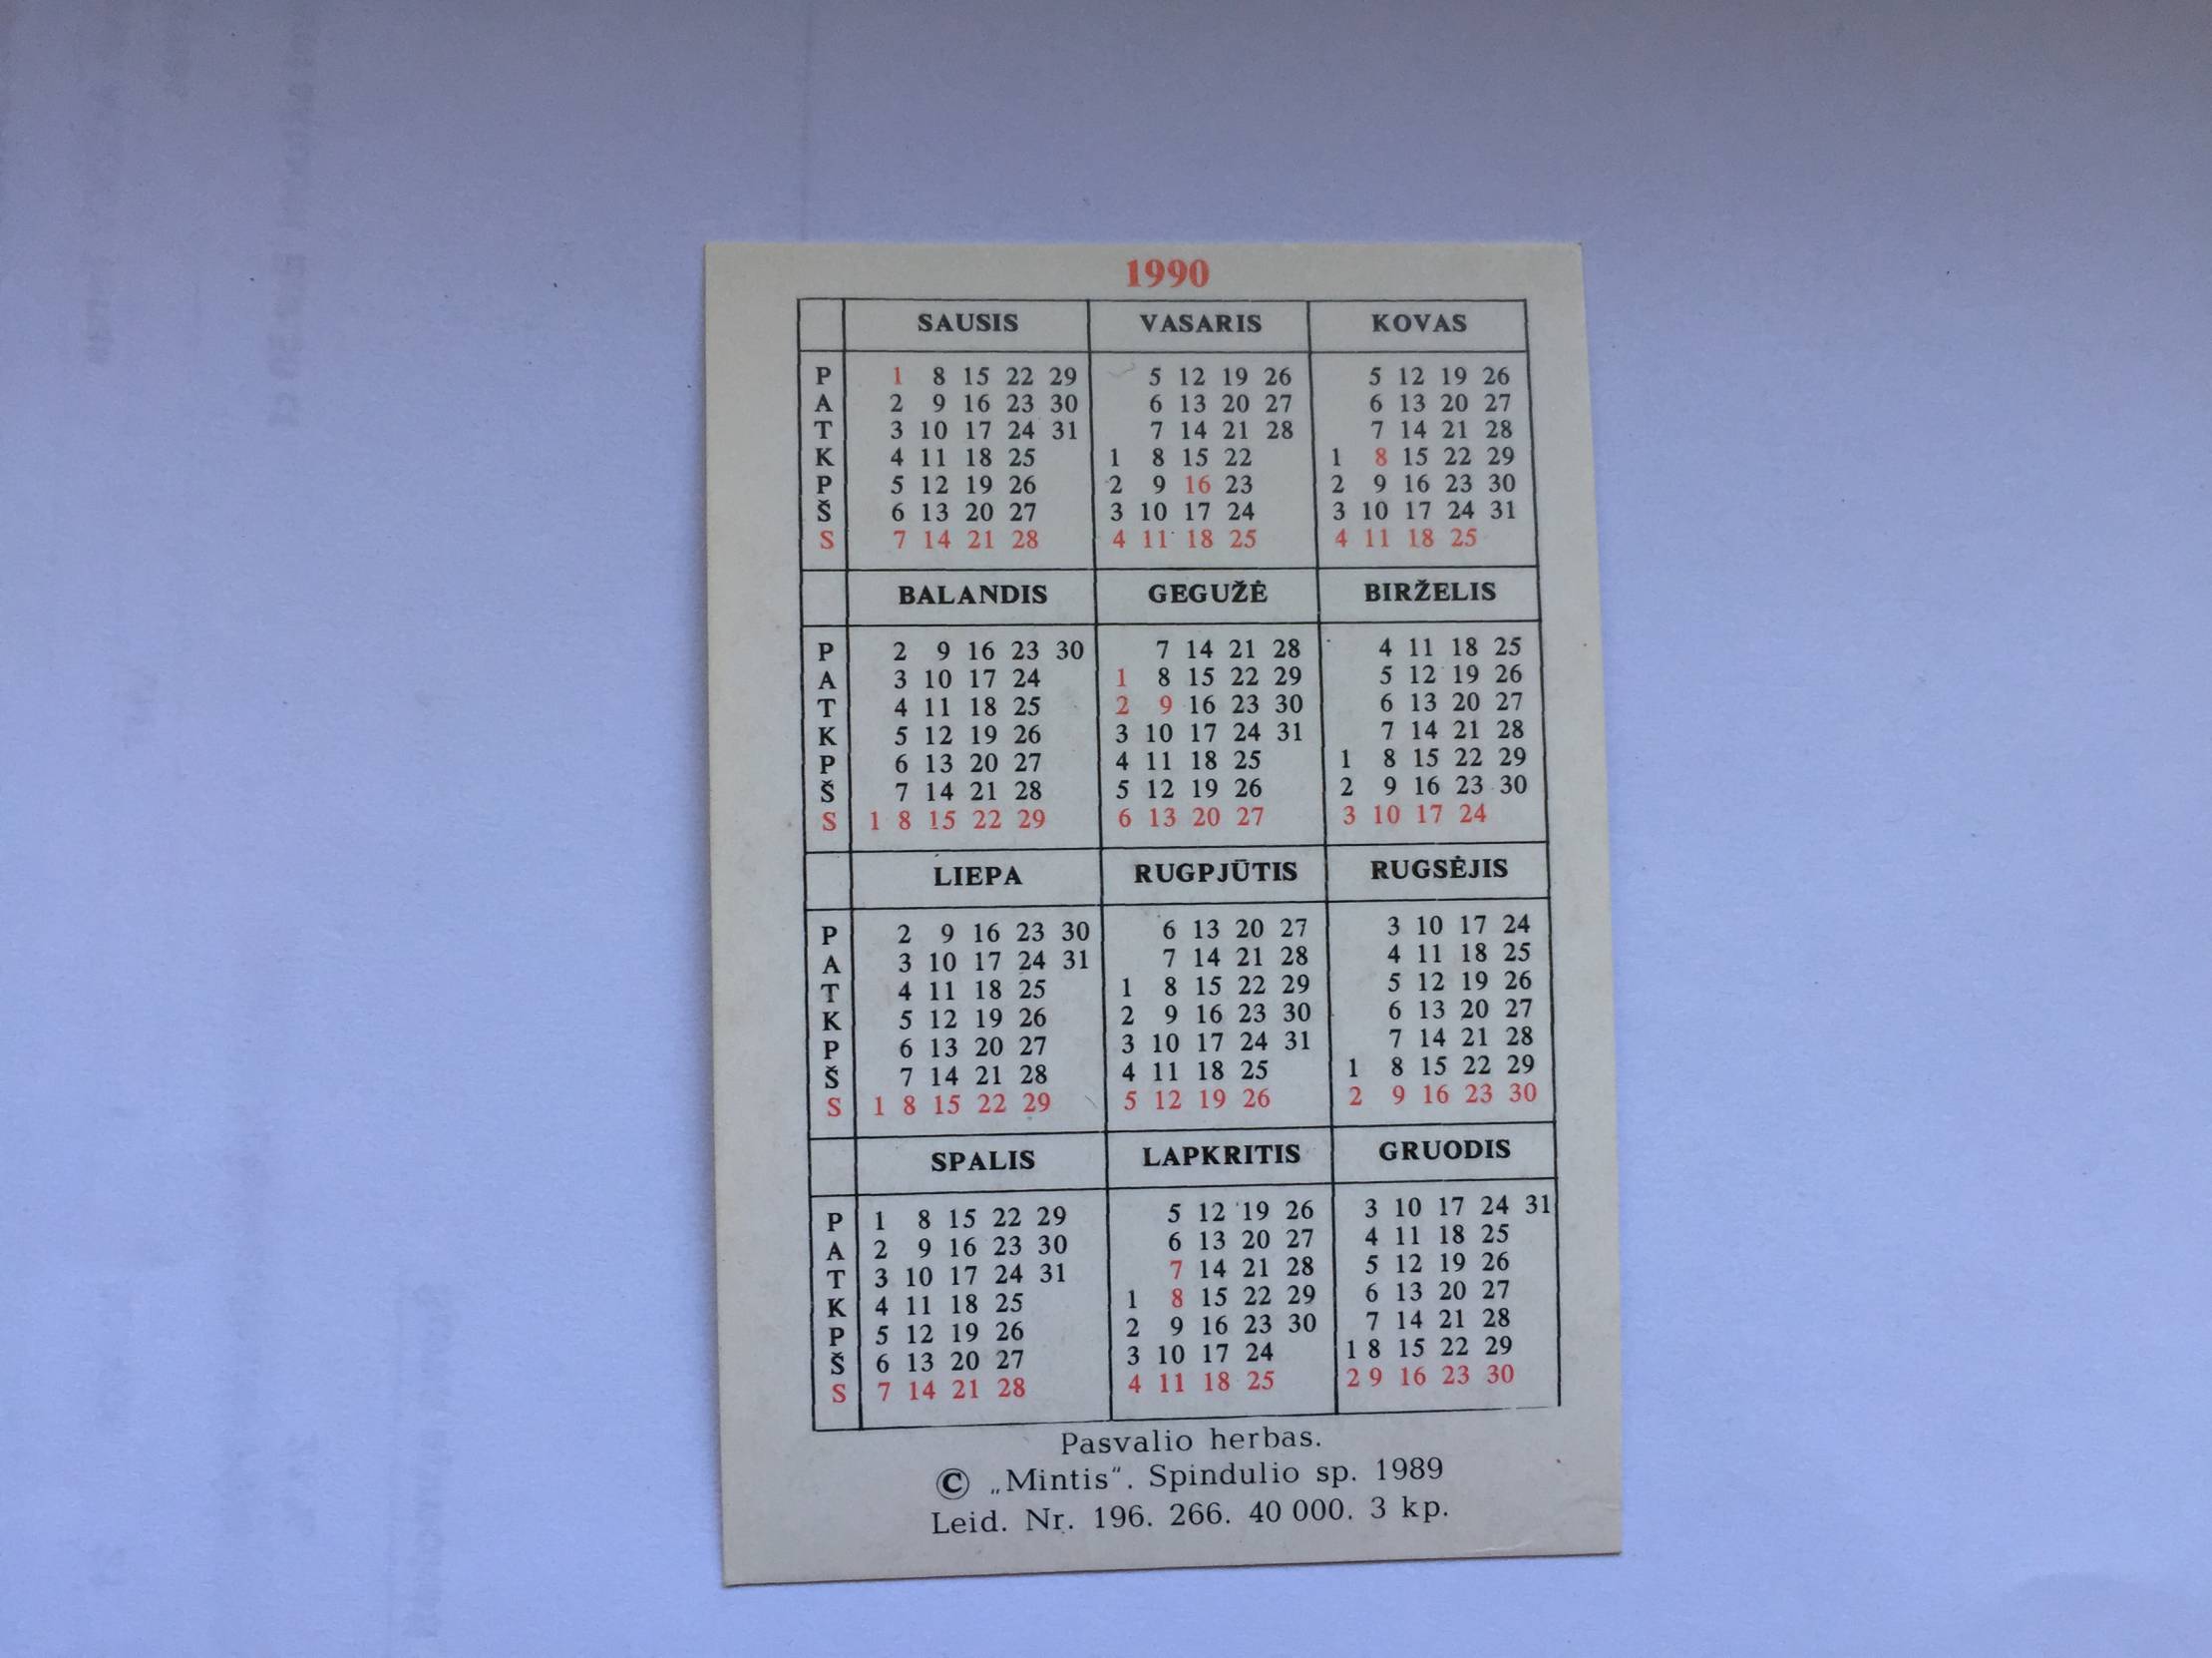 1990
SAUSIS VASARIS KOVAS
P 1 8 15 22 29 5 12 19 26 5 12 19 26
A 2 9 16 23 30 6 13 20 27 6 13 20 27
T 3 10 17 24 31 7 14 21 28 7 14 21 28
K 4 11 18 25 1 8 15 22 1 8 15 22 29
P 5 12 19 26 2 9 16 23 2 9 16 23 30
Š 6 13 20 27 3 10 17 24 3 10 17 24 31
S 7 14 21 28 4 11 18 25 4 11 18 25
BALANDIS GEGUŽĖ BIRŽELIS
P 2 9 16 23 30 7 14 21 28 4 11 18 25
A 3 10 17 24 1 8 15 22 29 5 12 19 26
T 4 11 18 25 2 9 16 23 30 6 13 20 27
K 5 12 19 26 3 10 17 24 31 7 14 21 28
P 6 13 20 27 4 11 18 25 1 8 15 22 29
Š 7 14 21 28 5 12 19 26 2 9 16 23 30
S 1 8 15 22 29 6 13 20 27 3 10 17 24
LIEPA RUGPJŪTIS RUGSĖJIS
P 2 9 16 23 30 6 13 20 27 3 10 17 24
A 3 10 17 24 31 7 14 21 28 4 11 18 25
T 4 11 18 25 1 8 15 22 29 5 12 19 26
K 5 12 19 26 2 9 16 23 30 6 13 20 27
P 6 13 20 27 3 10 17 24 31 7 14 21 28
Š 7 14 21 28 4 11 18 25 1 8 15 22 29
S 1 8 15 22 29 5 12 19 26 2 9 16 23 30
SPALIS LAPKRITIS GRUODIS
P 1 8 15 22 29 5 12 19 26 3 10 17 24 31
A 2 9 16 23 30 6 13 20 27 4 11 18 25
T 3 10 17 24 31 7 14 21 28 5 12 19 26
K 4 11 18 25 1 8 15 22 29 6 13 20 27
P 5 12 19 26 2 9 16 23 30 7 14 21 28
Š 6 13 20 27 3 10 17 24 1 8 15 22 29
S 7 14 21 28 4 11 18 25 2 9 16 23 30
Pasvalio herbas.
© „Mintis“. Spindulio sp. 1989
Leid. Nr. 196. 266. 40 000. 3 kp.